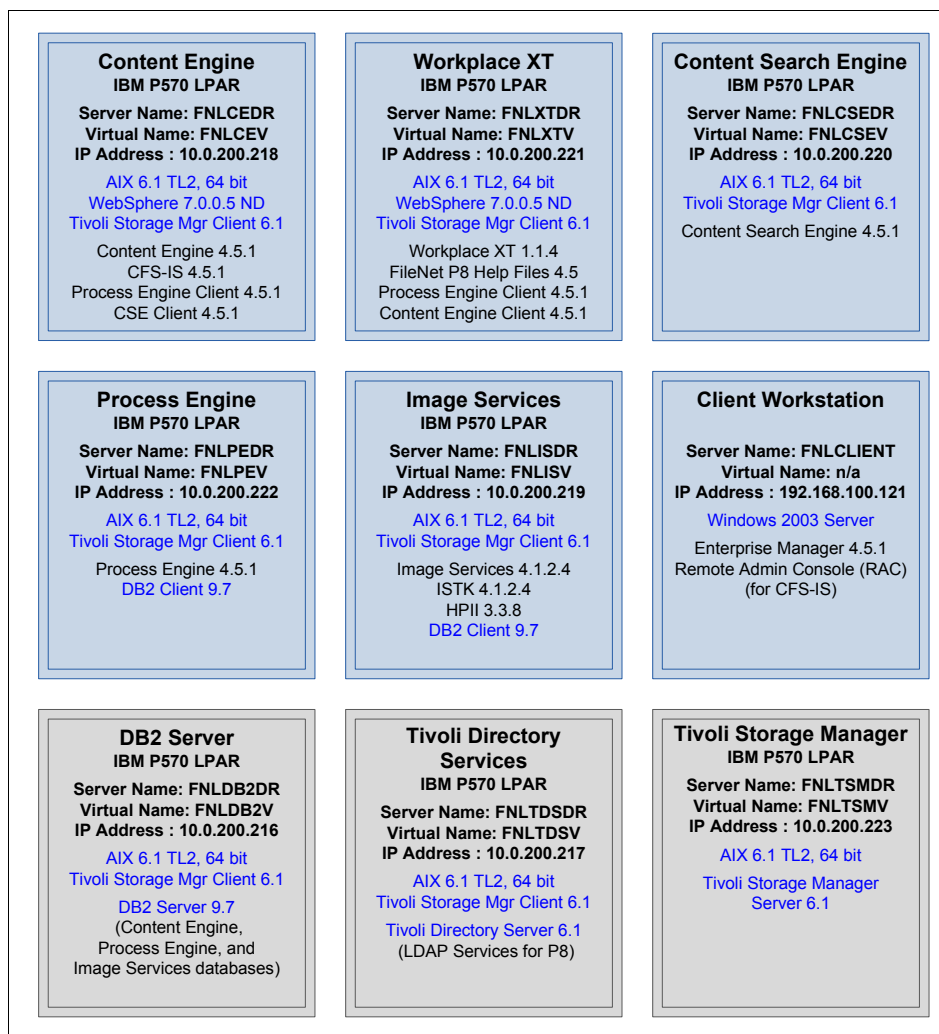 Content Engine
IBM P570 LPAR
Server Name: FNLCEDR
Virtual Name: FNLCEV
IP Address : 10.0.200.218
AIX 6.1 TL2, 64 bit
WebSphere 7.0.0.5 ND
Tivoli Storage Mgr Client 6.1
Content Engine 4.5.1
CFS-IS 4.5.1
Process Engine Client 4.5.1
CSE Client 4.5.1
Workplace XT
IBM P570 LPAR
Server Name: FNLXTDR
Virtual Name: FNLXTV
IP Address : 10.0.200.221
AIX 6.1 TL2, 64 bit
WebSphere 7.0.0.5 ND
Tivoli Storage Mgr Client 6.1
Workplace XT 1.1.4
FileNet P8 Help Files 4.5
Process Engine Client 4.5.1
Content Engine Client 4.5.1
Content Search Engine
IBM P570 LPAR
Server Name: FNLCSEDR
Virtual Name: FNLCSEV
IP Address : 10.0.200.220
AIX 6.1 TL2, 64 bit
Tivoli Storage Mgr Client 6.1
Content Search Engine 4.5.1
Process Engine
IBM P570 LPAR
Server Name: FNLPEDR
Virtual Name: FNLPEV
IP Address : 10.0.200.222
AIX 6.1 TL2, 64 bit
Tivoli Storage Mgr Client 6.1
Process Engine 4.5.1
DB2 Client 9.7
Image Services
IBM P570 LPAR
Server Name: FNLISDR
Virtual Name: FNLISV
IP Address : 10.0.200.219
AIX 6.1 TL2, 64 bit
Tivoli Storage Mgr Client 6.1
Image Services 4.1.2.4
ISTK 4.1.2.4
HPII 3.3.8
DB2 Client 9.7
Client Workstation
Server Name: FNLCLIENT
Virtual Name: n/a
IP Address : 192.168.100.121
Windows 2003 Server
Enterprise Manager 4.5.1
Remote Admin Console (RAC)
(for CFS-IS)
DB2 Server
IBM P570 LPAR
Server Name: FNLDB2DR
Virtual Name: FNLDB2V
IP Address : 10.0.200.216
AIX 6.1 TL2, 64 bit
Tivoli Storage Mgr Client 6.1
DB2 Server 9.7
(Content Engine,
Process Engine, and
Image Services databases)
Tivoli Directory
Services
IBM P570 LPAR
Server Name: FNLTDSDR
Virtual Name: FNLTDSV
IP Address : 10.0.200.217
AIX 6.1 TL2, 64 bit
Tivoli Storage Mgr Client 6.1
Tivoli Directory Server 6.1
(LDAP Services for P8)
Tivoli Storage Manager
IBM P570 LPAR
Server Name: FNLTSMDR
Virtual Name: FNLTSMV
IP Address : 10.0.200.223
AIX 6.1 TL2, 64 bit
Tivoli Storage Manager
Server 6.1